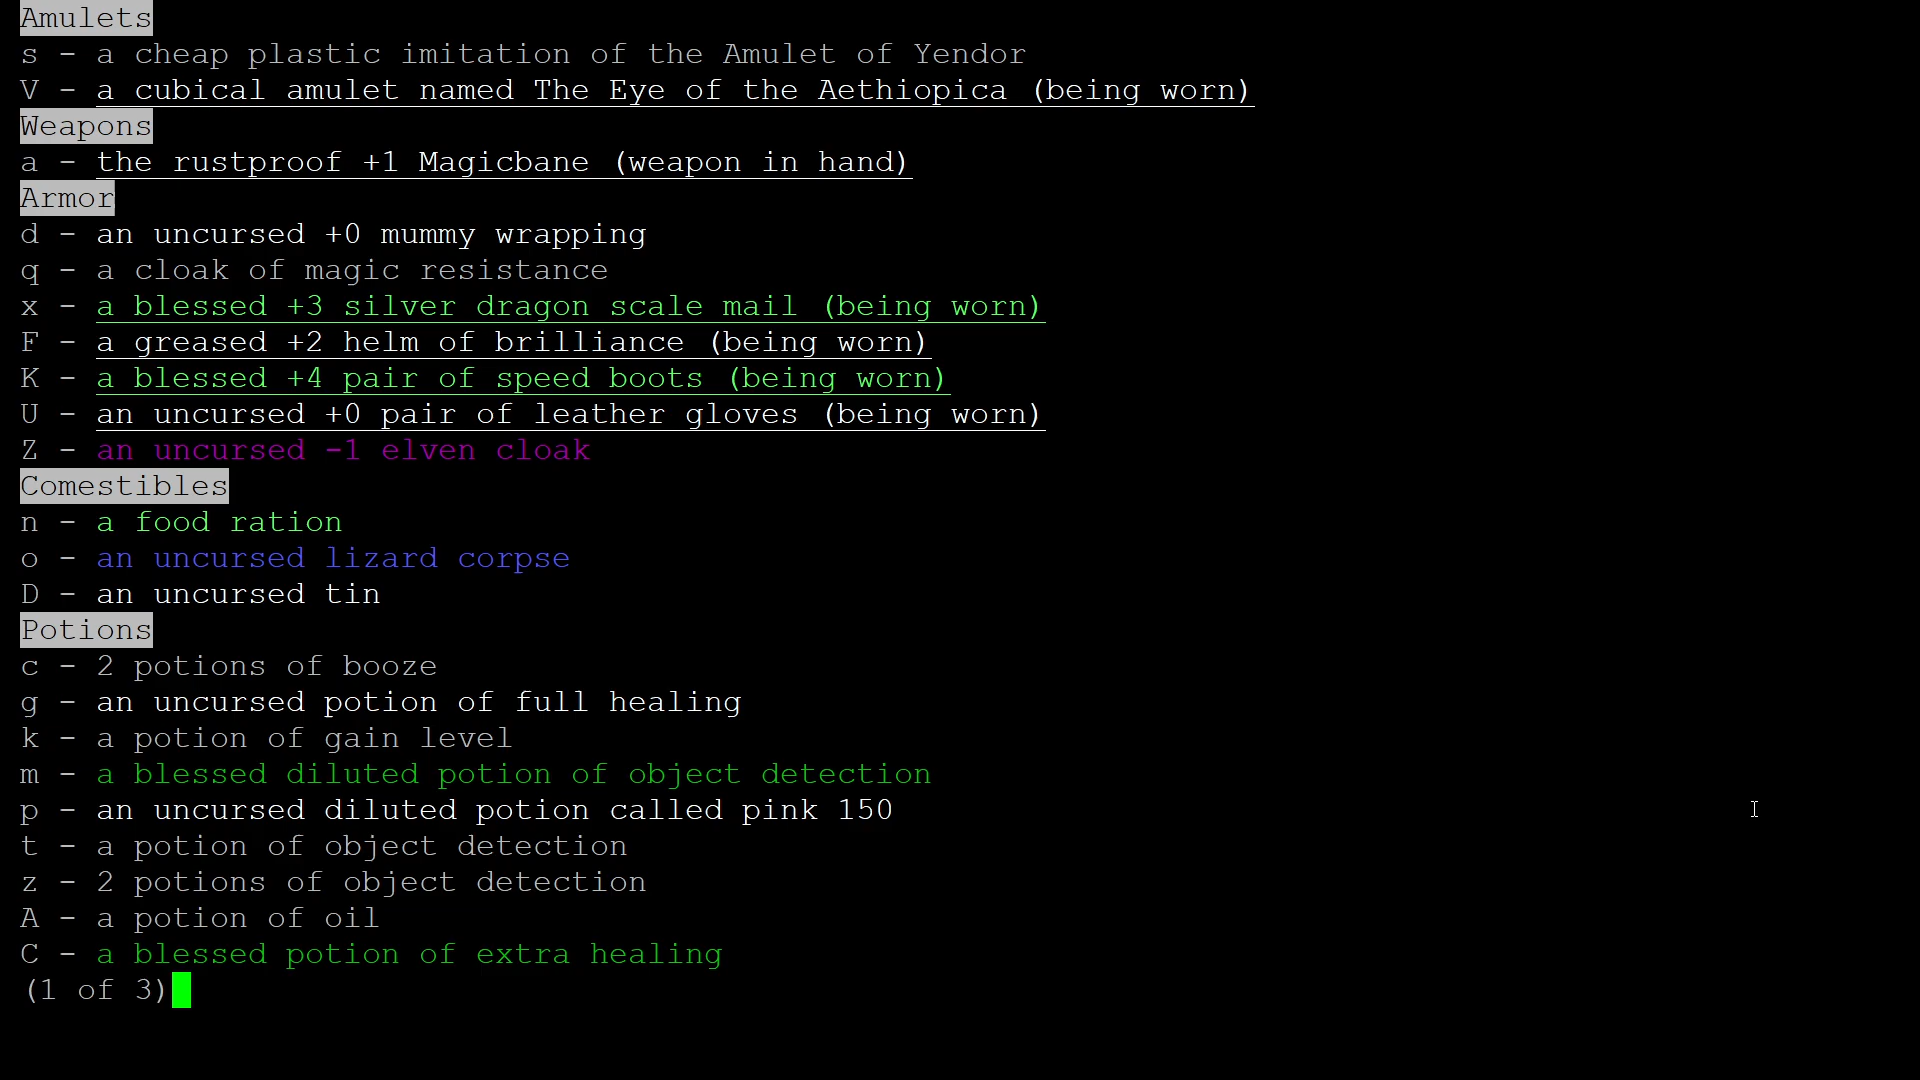 Amulets
s - a cheap plastic imitation of the Amulet of Yendor
V - a cubical amulet named The Eye of the Aethiopica (being worn)
Weapons
a - the rustproof +1 Magicbane (weapon in hand)
Armor
d - an uncursed +0 mummy wrapping
q - a cloak of magic resistance
x - a blessed +3 silver dragon scale mail (being worn)
F - a greased +2 helm of brilliance (being worn)
K - a blessed +4 pair of speed boots (being worn)
U - an uncursed +0 pair of leather gloves (being worn)
Z - an uncursed -1 elven cloak
Comestibles
n - a food ration
o - an uncursed lizard corpse
D - an uncursed tin
Potions
c - 2 potions of booze
g - an uncursed potion of full healing
k - a potion of gain level
m - a blessed diluted potion of object detection
p - an uncursed diluted potion called pink 150
t - a potion of object detection
z - 2 potions of object detection
A - a potion of oil
C - a blessed potion of extra healing
(1 of 3)